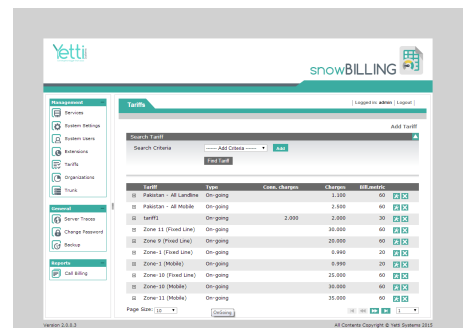 Yettii
snowBILLING
Management
Services
System Settings
System Users
Extensions
Tariffs
Organizations
Trunk
General
Server Traces
Change Password
Backup
Reports
Call Billing
Tariffs
Logged in: admin | Logout |
Add Tariff
Search Tariff
Search Criteria ----- Add Criteria ----- Add
Find Tariff
Tariff Type Conn. charges Charges Bill.metric
Pakistan - All Landline On-going 1.100 60
Pakistan - All Mobile On-going 2.500 60
tariff1 On-going 2.000 2.000 30
Zone 11 (Fixed Line) On-going 30.000 60
Zone 9 (Fixed Line) On-going 20.000 60
Zone-1 (Fixed Line) On-going 0.990 20
Zone-1 (Mobile) On-going 0.990 20
Zone-10 (Fixed Line) On-going 25.000 60
Zone-10 (Mobile) On-going 30.000 60
Zone-11 (Mobile) On-going 35.000 60
Page Size: 10 1
Version 2.0.0.3
All Contents Copyright © Yetti Systems 2015